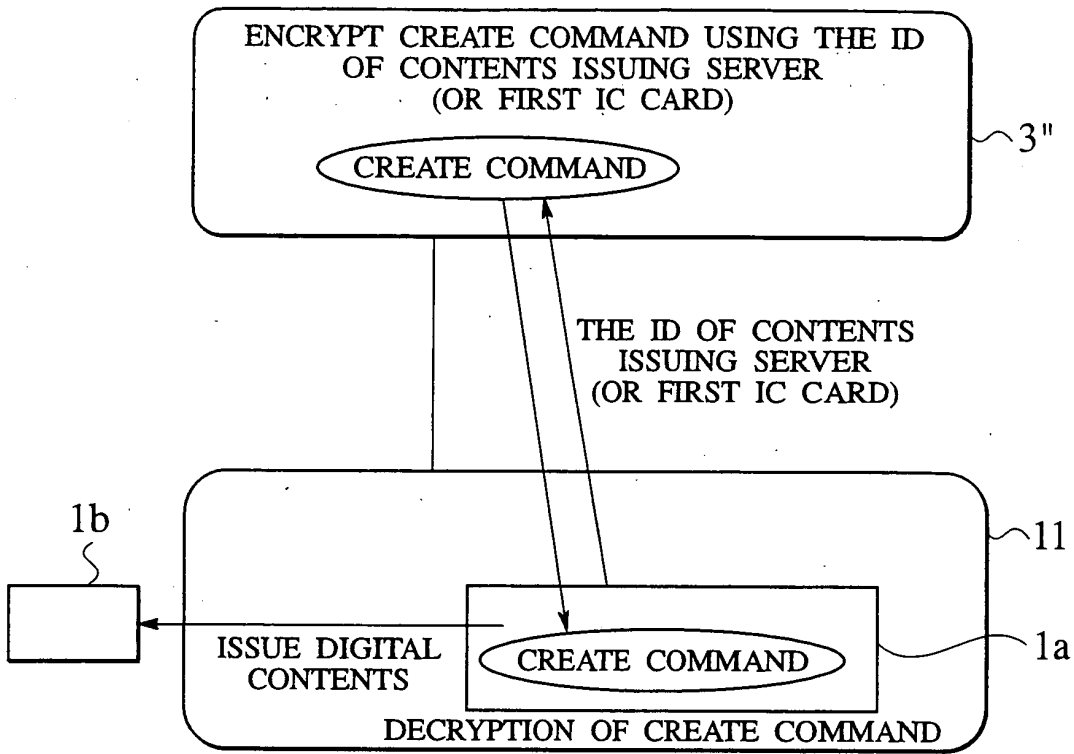 ENCRYPT CREATE COMMAND USING THE ID
OF CONTENTS ISSUING SERVER
(OR FIRST IC CARD)
3"
CREATE COMMAND
THE ID OF CONTENTS
ISSUING SERVER
(OR FIRST IC CARD)
1b
11
ISSUE DIGITAL
CONTENTS
CREATE COMMAND
1a
DECRYPTION OF CREATE COMMAND